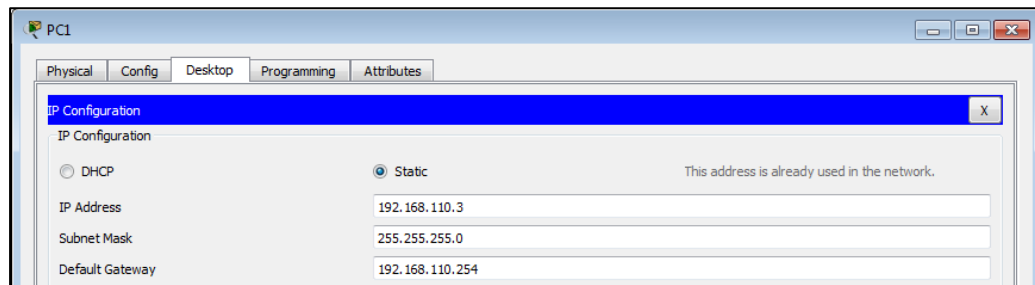 PC1
Physical Config Desktop Programming Attributes
IP Configuration X
IP Configuration
DHCP Static This address is already used in the network.
IP Address 192.168.110.3
Subnet Mask 255.255.255.0
Default Gateway 192.168.110.254